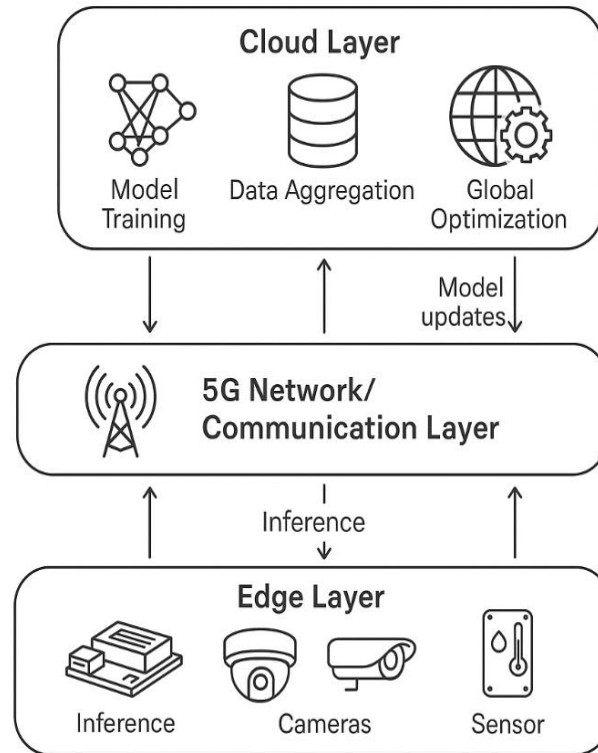 Cloud Layer
Model
Training
Data Aggregation
Global
Optimization
Model
updates
5G Network/
Communication Layer
Inference
Edge Layer
Inference
Cameras
Sensor